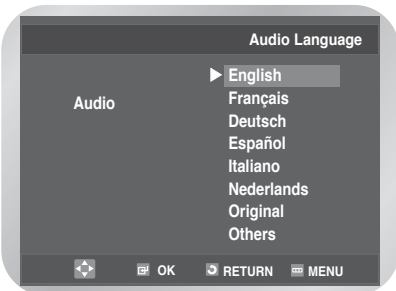 Audio Language
Audio
English
Français
Deutsch
Español
Italiano
Nederlands
Original
Others
OK RETURN MENU